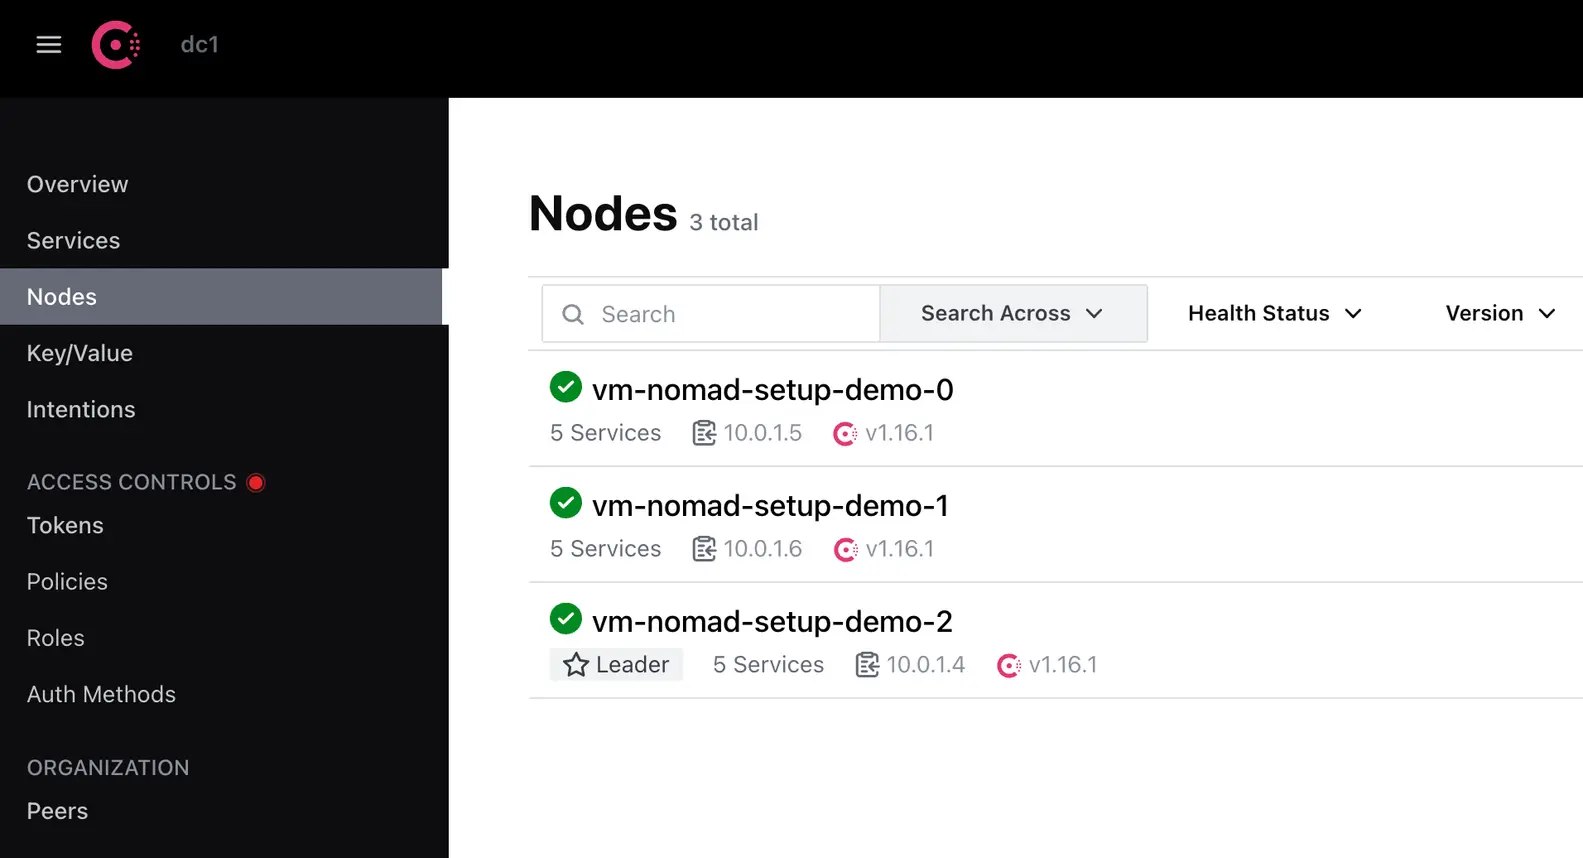 dc1
Overview
Services
Nodes
Key/Value
Intentions
ACCESS CONTROLS
Tokens
Policies
Roles
Auth Methods
ORGANIZATION
Peers
Nodes 3 total
Search Search Across Health Status Version
vm-nomad-setup-demo-0
5 Services 10.0.1.5 v1.16.1
vm-nomad-setup-demo-1
5 Services 10.0.1.6 v1.16.1
vm-nomad-setup-demo-2
Leader 5 Services 10.0.1.4 v1.16.1